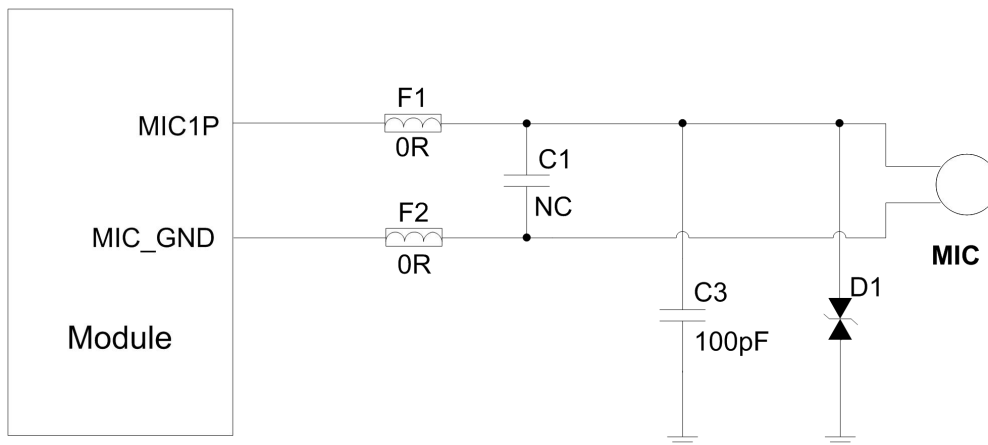 F1
MIC1P
0R
C1
NC
F2
MIC_GND
0R
MIC
C3
D1
100pF
Module